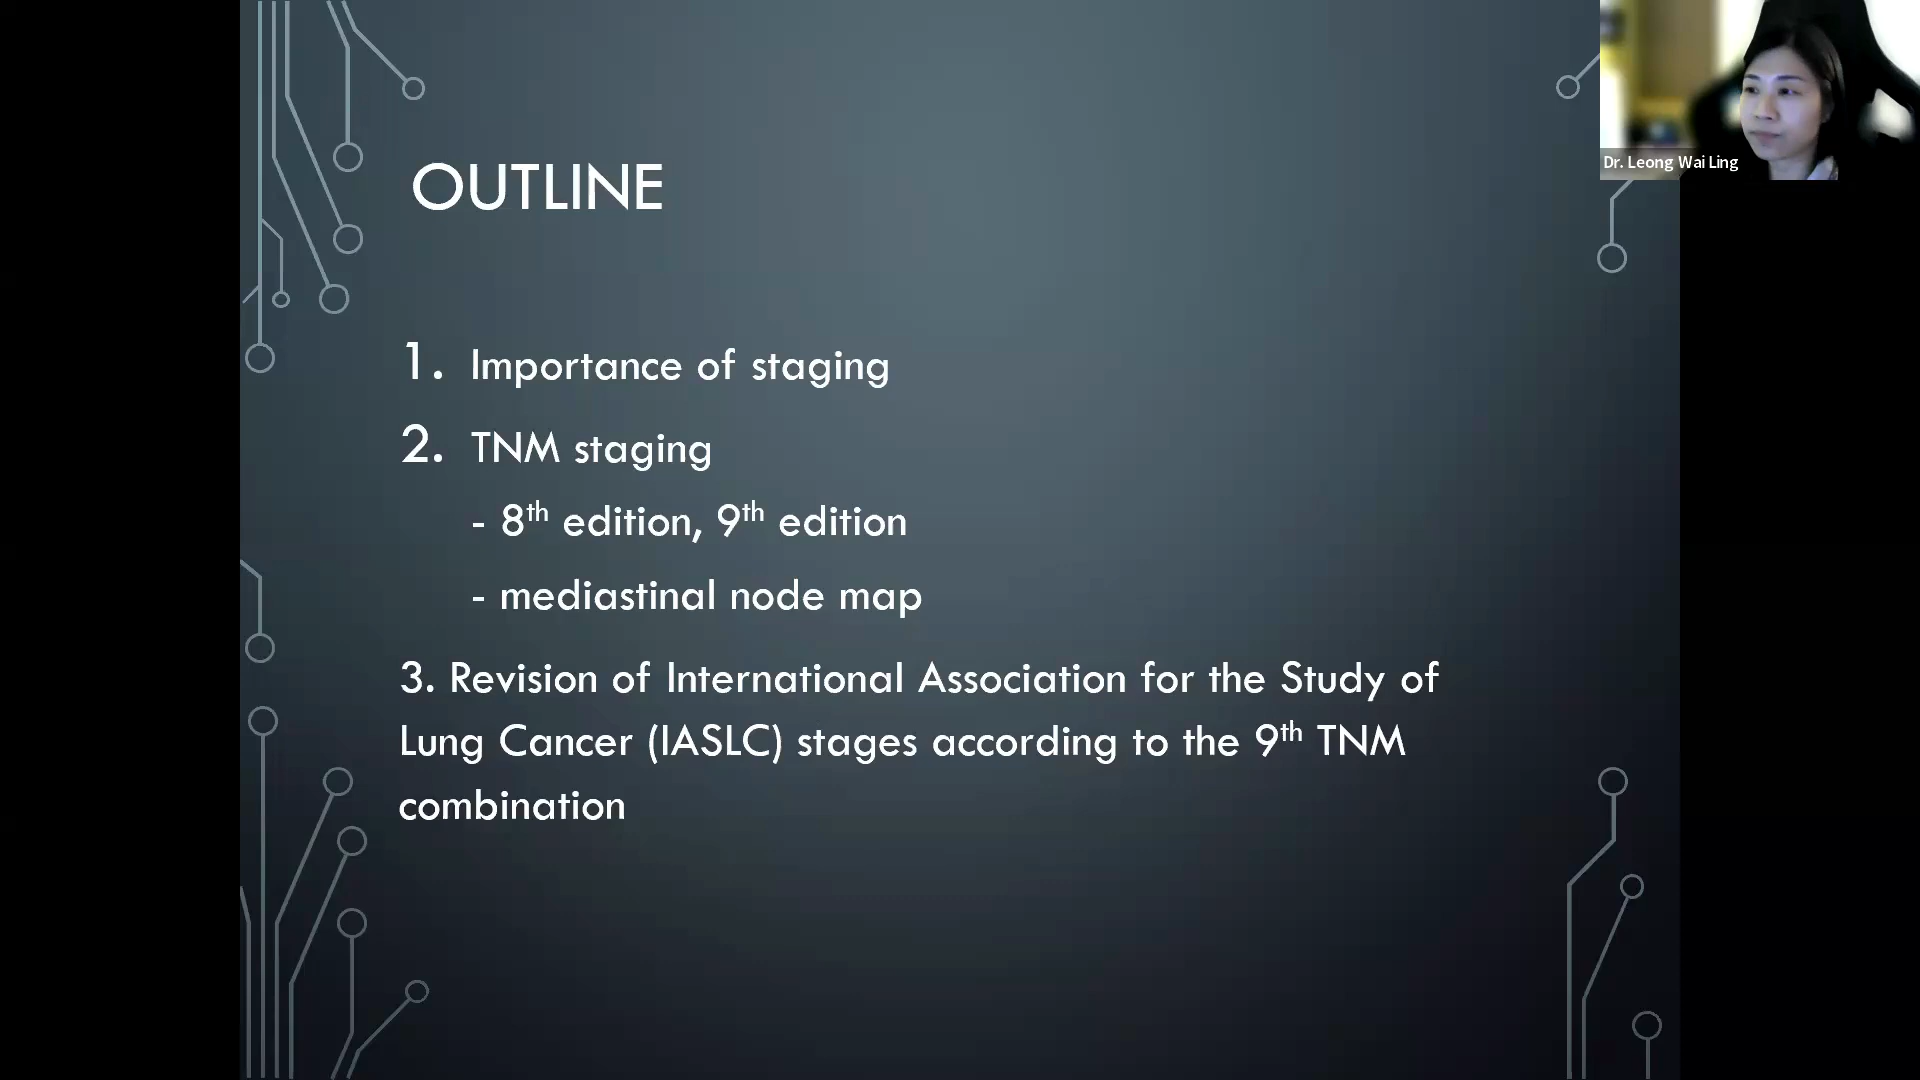 OUTLINE
1. Importance of staging
2. TNM staging
- 8th edition, 9th edition
- mediastinal node map
3. Revision of International Association for the Study of
Lung Cancer (IASLC) stages according to the 9th TNM
combination
Dr. Leong Wai Ling